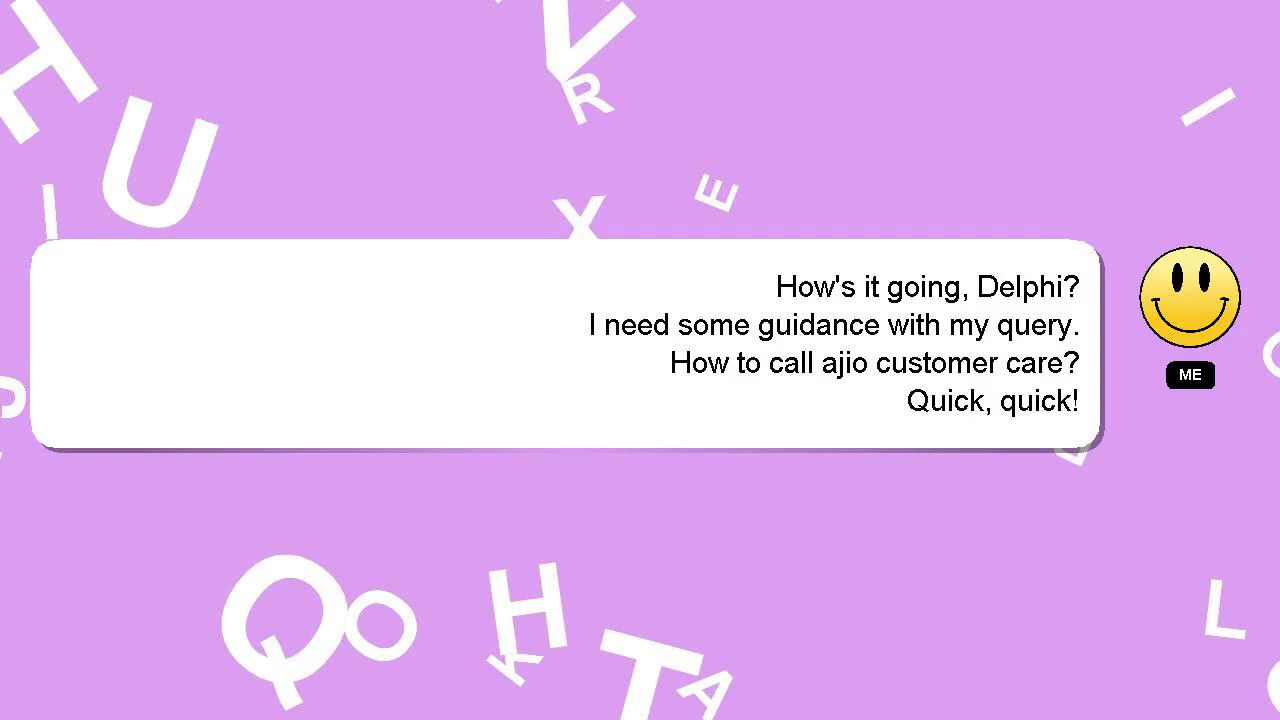 H
U
I
V
R
X
E
I
How's it going, Delphi?
I need some guidance with my query.
How to call ajio customer care?
Quick, quick!
ME
Q
O
H
K
T
A
L